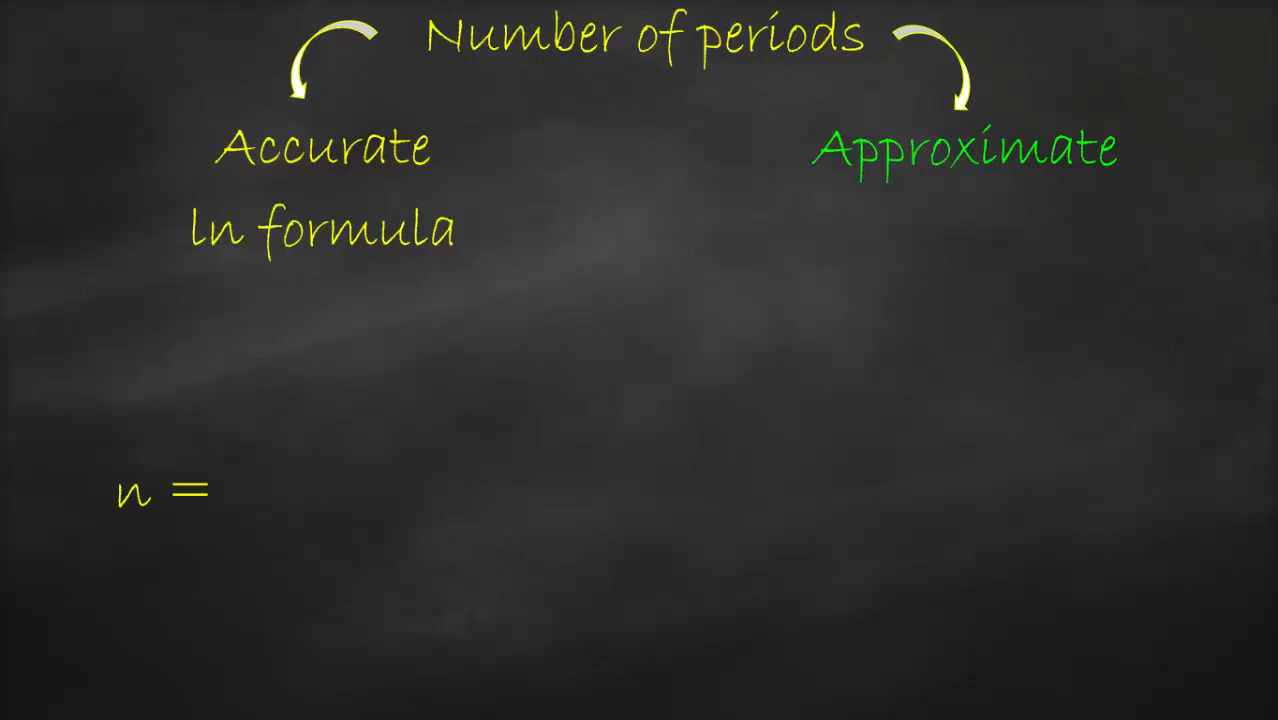 Number of periods
Accurate
Approximate
ln formula
n =